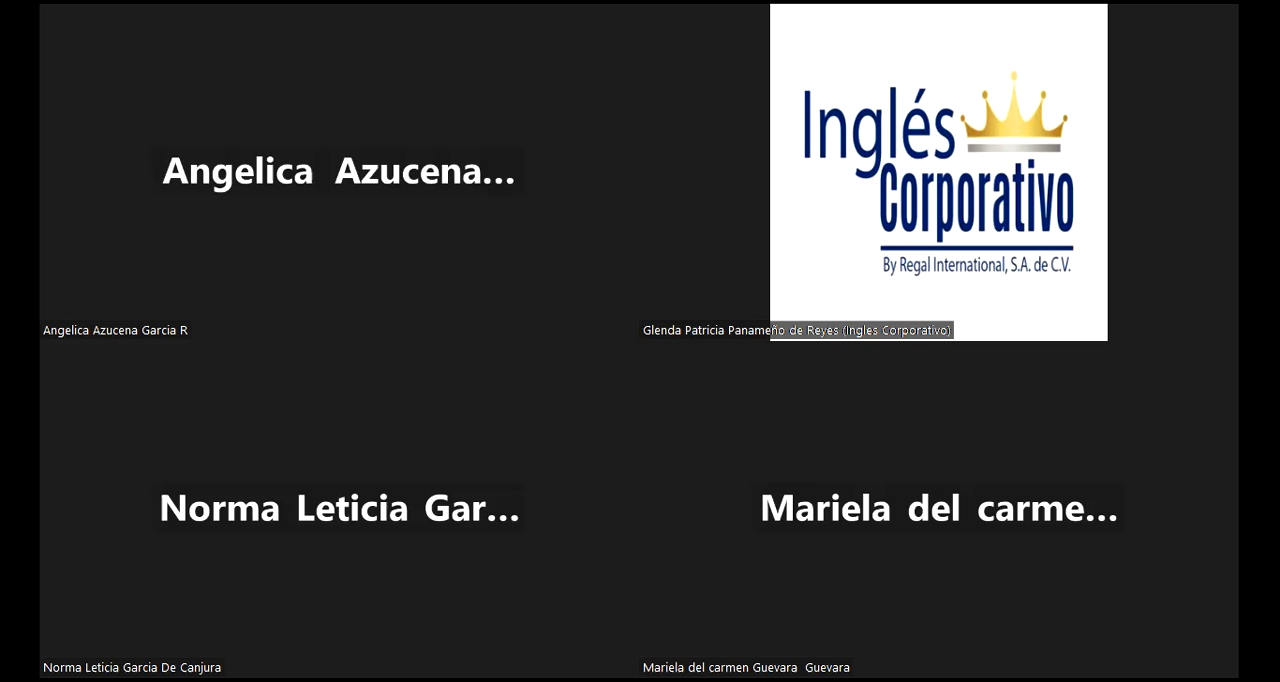 Angelica Azucena...
Angelica Azucena Garcia R
Inglés
Corporativo
By Regal International, S.A. de C.V.
Glenda Patricia Panameño de Reyes (Ingles Corporativo)
Norma Leticia Gar...
Norma Leticia Garcia De Canjura
Mariela del carme...
Mariela del carmen Guevara Guevara